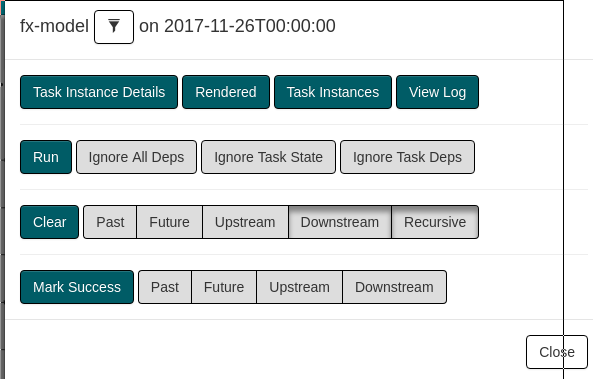 fx-model on 2017-11-26T00:00:00
Task Instance Details Rendered Task Instances View Log
Run Ignore All Deps Ignore Task State Ignore Task Deps
Clear Past Future Upstream Downstream Recursive
Mark Success Past Future Upstream Downstream
Close